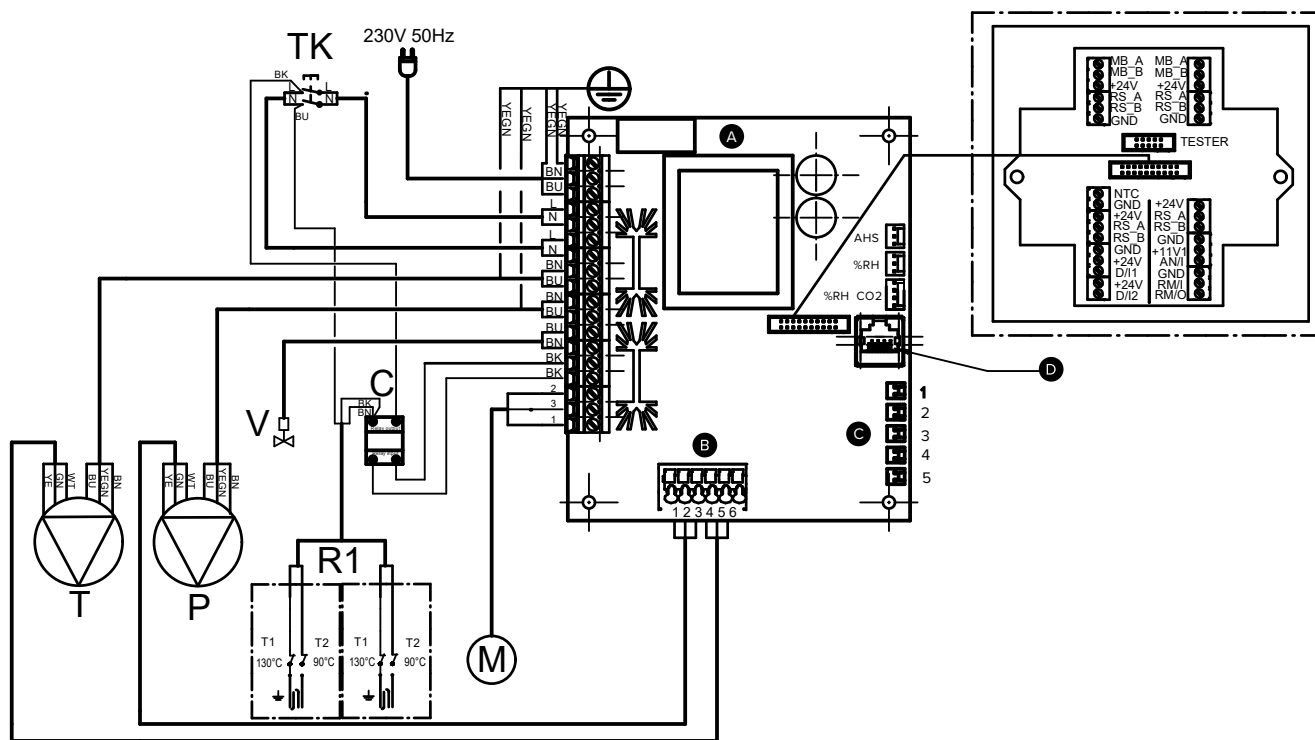 TK
230V 50Hz
BK
L
N
L
N
BU
YEGN
YEGN
YEGN
YEGN
A
BN
BU
L
N
L
N
BN
BU
BN
BU
BU
BN
BK
BK
2
3
1
AHS
%RH
%RH CO2
D
1
2
3
4
5
C
B
1 2 3 4 5 6
MB_A
MB_B
+24V
RS_A
RS_B
GND
MB_A
MB_B
+24V
RS_A
RS_B
GND
TESTER
NTC
GND
+24V
RS_A
RS_B
GND
+24V
D/I1
+24V
D/I2
+24V
RS_A
RS_B
GND
+11V1
AN/I
GND
RM/I
RM/O
C
BK
BN
V
YE
GN
WT
BU
YEGN
BN
T
YE
GN
WT
BU
YEGN
BN
P
R1
T1
130°C
T2
90°C
T1
130°C
T2
90°C
M